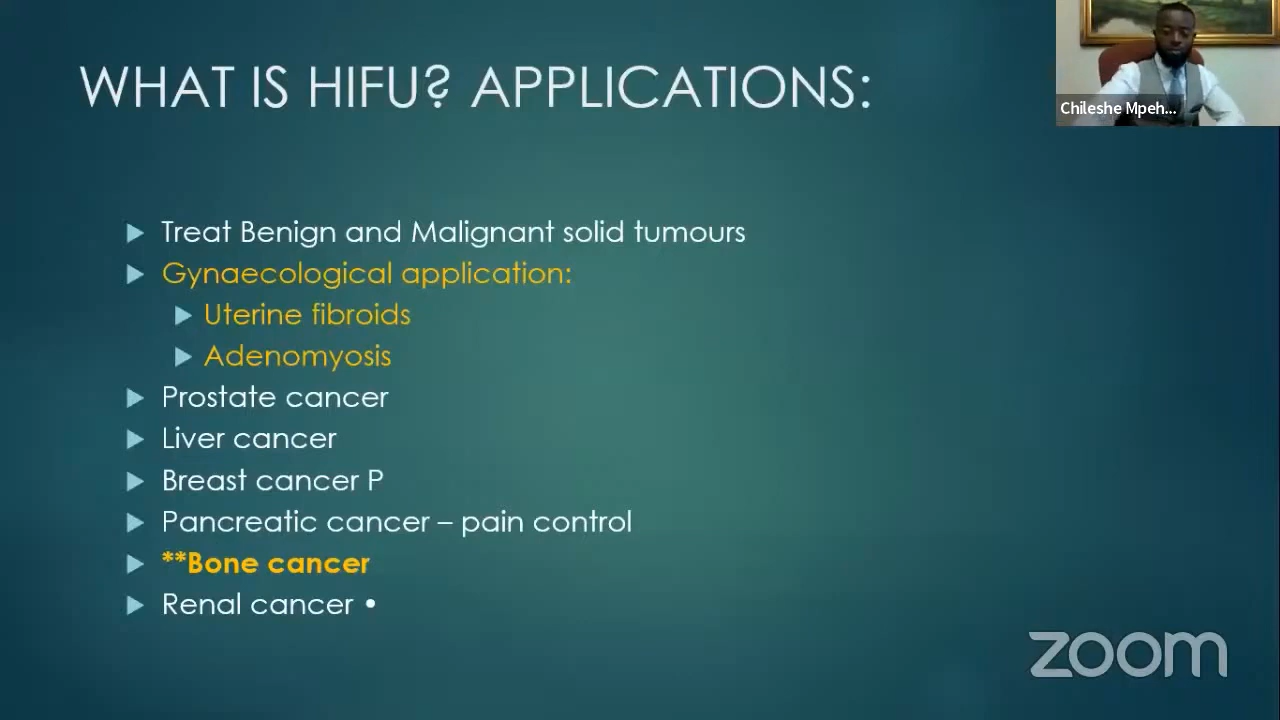 WHAT IS HIFU? APPLICATIONS:
Chileshe Mpeh...
Treat Benign and Malignant solid tumours
Gynaecological application:
Uterine fibroids
Adenomyosis
Prostate cancer
Liver cancer
Breast cancer P
Pancreatic cancer – pain control
**Bone cancer
Renal cancer •
zoom